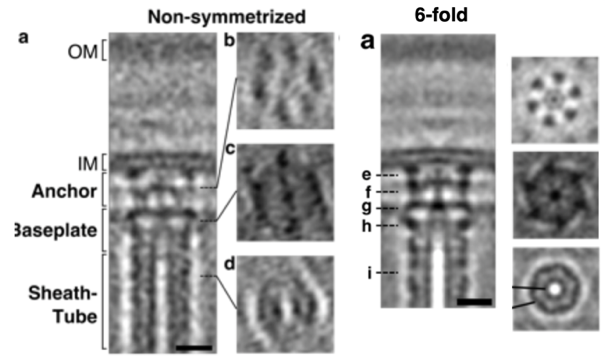 Non-symmetrized
6-fold
a
b
a
OM
c
IM
Anchor
e
f
g
h
Baseplate
d
i
Sheath-
Tube